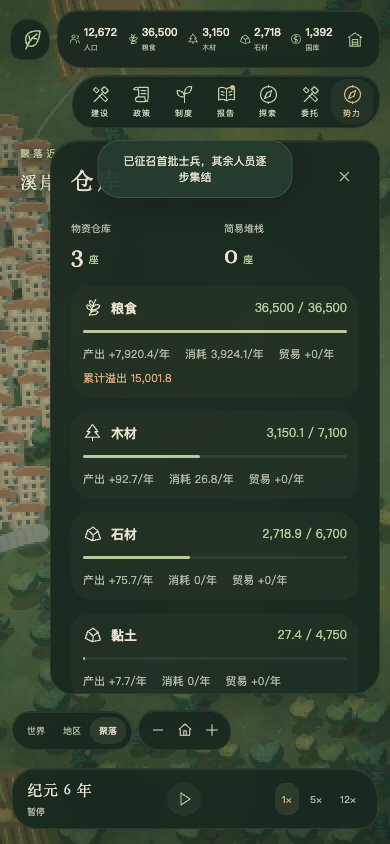 12,672 36,500 3,150 2,718 1,392
人口 粮食 木材 石材 国库
建设 政策 制度 报告 探索 委托 势力
聚落近
溪岸
已征召首批士兵，其余人员逐
步集结
仓
物资仓库 简易堆栈
3 座 0 座
粮食 36,500 / 36,500
产出 +7,920.4/年 消耗 3,924.1/年 贸易 +0/年
累计溢出 15,001.8
木材 3,150.1 / 7,100
产出 +92.7/年 消耗 26.8/年 贸易 +0/年
石材 2,718.9 / 6,700
产出 +75.7/年 消耗 0/年 贸易 +0/年
黏土 27.4 / 4,750
产出 +7.7/年 消耗 0/年 贸易 +0/年
世界 地区 聚落
纪元 6 年
暂停
1× 5× 12×